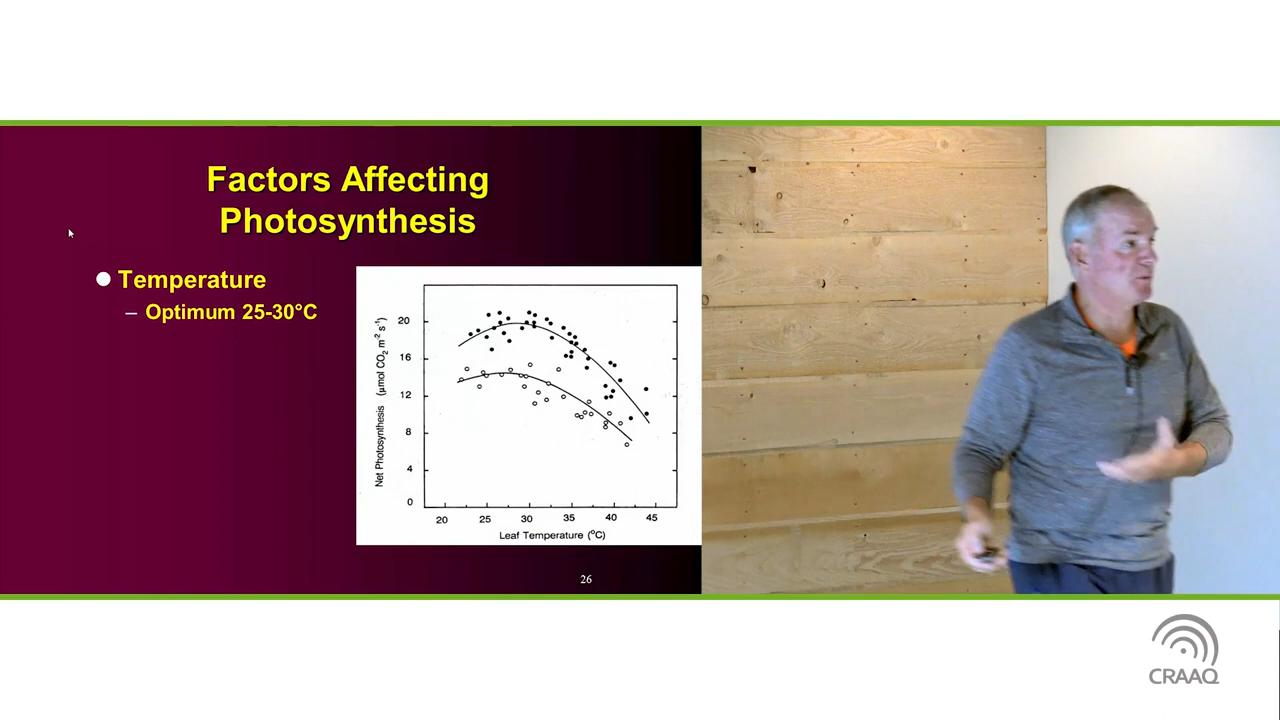 Factors Affecting
Photosynthesis
Temperature
– Optimum 25-30°C
Net Photosynthesis (µmol CO2 m⁻² s⁻¹)
20
16
12
8
4
0
20 25 30 35 40 45
Leaf Temperature (°C)
26
CRAAQ